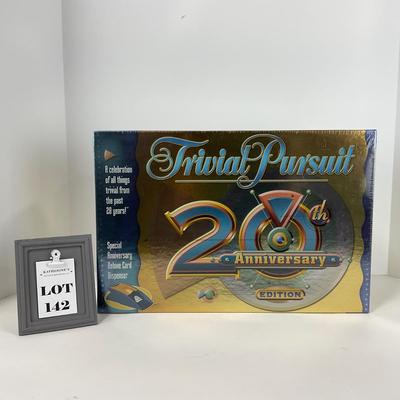 Trivial Pursuit
A celebration
of all things
trivial from
the past
20 years!
20th
Anniversary
EDITION
Special
Anniversary
Deluxe Card
Dispenser
KATHERINE'S
LOT
142